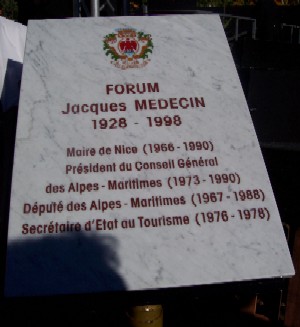 FORUM
Jacques MEDECIN
1928 - 1998
Maire de Nice (1966 - 1990)
Président du Conseil Général
des Alpes - Maritimes (1973 - 1990)
Député des Alpes - Maritimes (1967 - 1988)
Secrétaire d'Etat au Tourisme (1976 - 1978)